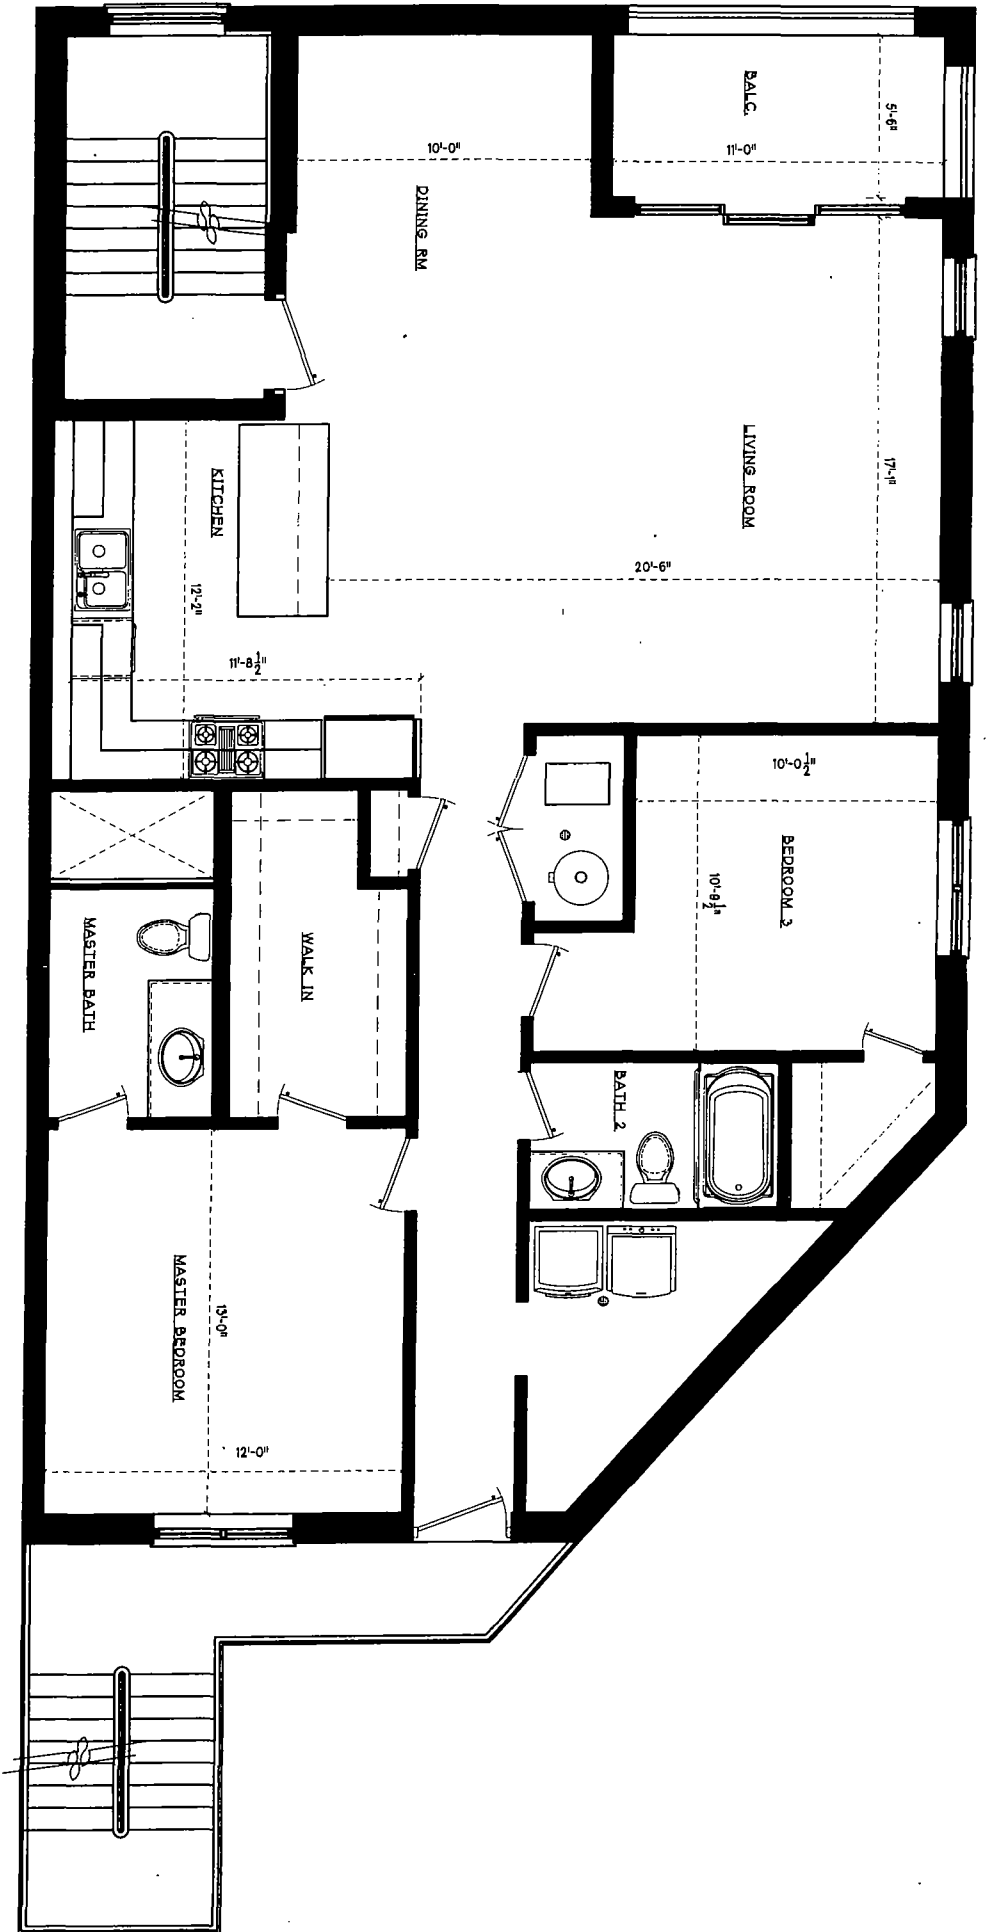 BALC.
5'-6"
11'-0"
10'-0"
DINING RM
LIVING ROOM
17'-1"
KITCHEN
20'-6"
12'-2"
11'-8 1/2"
10'-0 1/2"
BEDROOM 3
10'-9 1/2"
MASTER BATH
WALK IN
BATH 2
MASTER BEDROOM
13'-0"
12'-0"